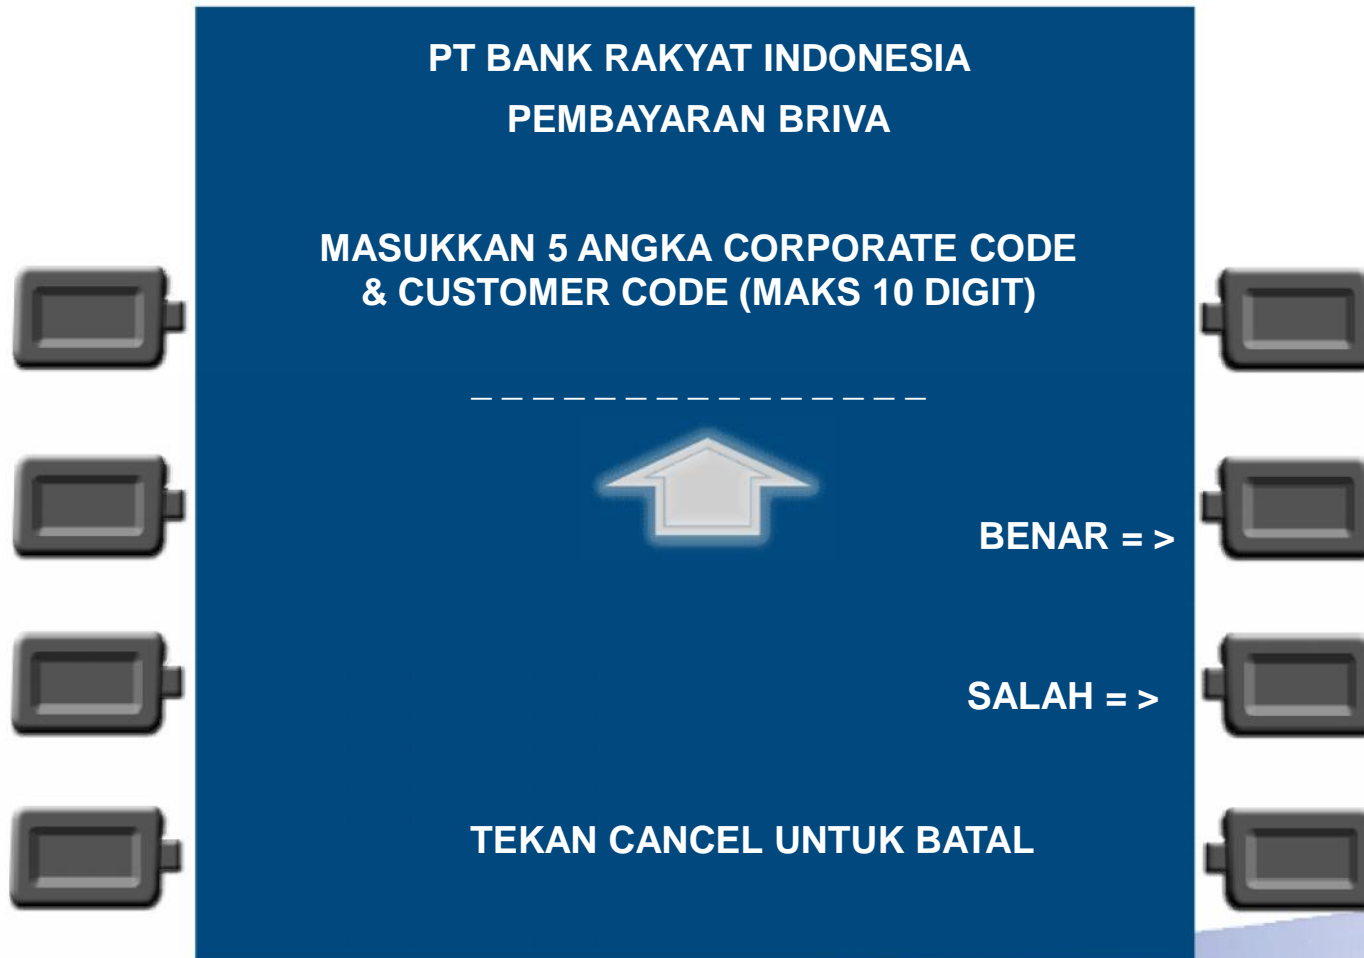 PT BANK RAKYAT INDONESIA
PEMBAYARAN BRIVA
MASUKKAN 5 ANGKA CORPORATE CODE
& CUSTOMER CODE (MAKS 10 DIGIT)
_ _ _ _ _ _ _ _ _ _ _ _ _ _ _
BENAR = >
SALAH = >
TEKAN CANCEL UNTUK BATAL